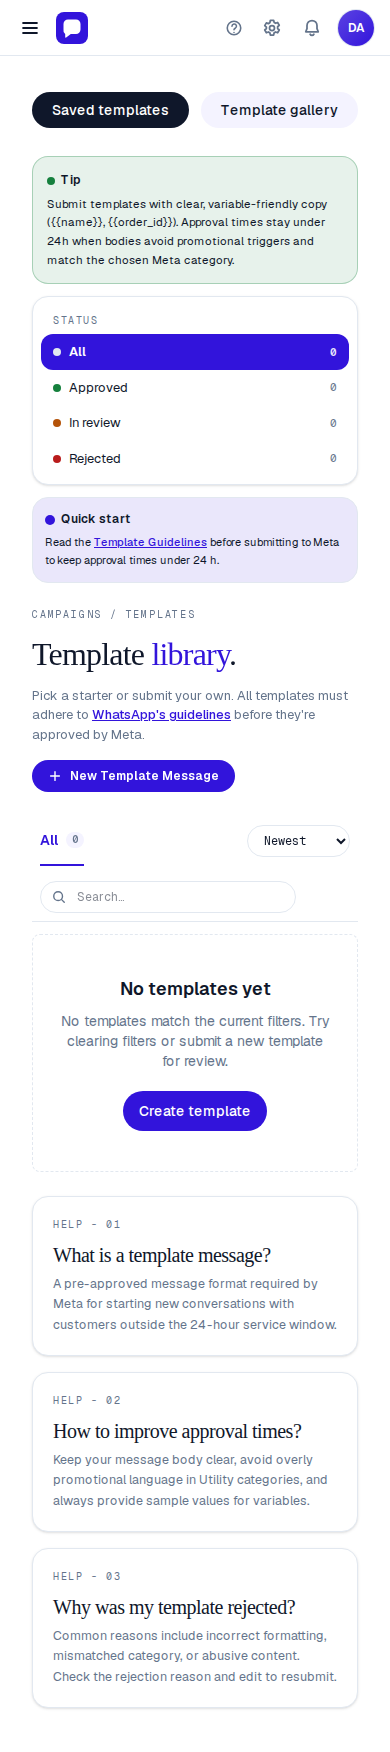 DA
Saved templates
Template gallery
Tip
Submit templates with clear, variable-friendly copy
({{name}}, {{order_id}}). Approval times stay under
24h when bodies avoid promotional triggers and
match the chosen Meta category.
STATUS
All 0
Approved 0
In review 0
Rejected 0
Quick start
Read the Template Guidelines before submitting to Meta
to keep approval times under 24 h.
CAMPAIGNS / TEMPLATES
Template library.
Pick a starter or submit your own. All templates must
adhere to WhatsApp's guidelines before they're
approved by Meta.
New Template Message
All 0
Newest
Search…
No templates yet
No templates match the current filters. Try
clearing filters or submit a new template
for review.
Create template
HELP - 01
What is a template message?
A pre-approved message format required by
Meta for starting new conversations with
customers outside the 24-hour service window.
HELP - 02
How to improve approval times?
Keep your message body clear, avoid overly
promotional language in Utility categories, and
always provide sample values for variables.
HELP - 03
Why was my template rejected?
Common reasons include incorrect formatting,
mismatched category, or abusive content.
Check the rejection reason and edit to resubmit.